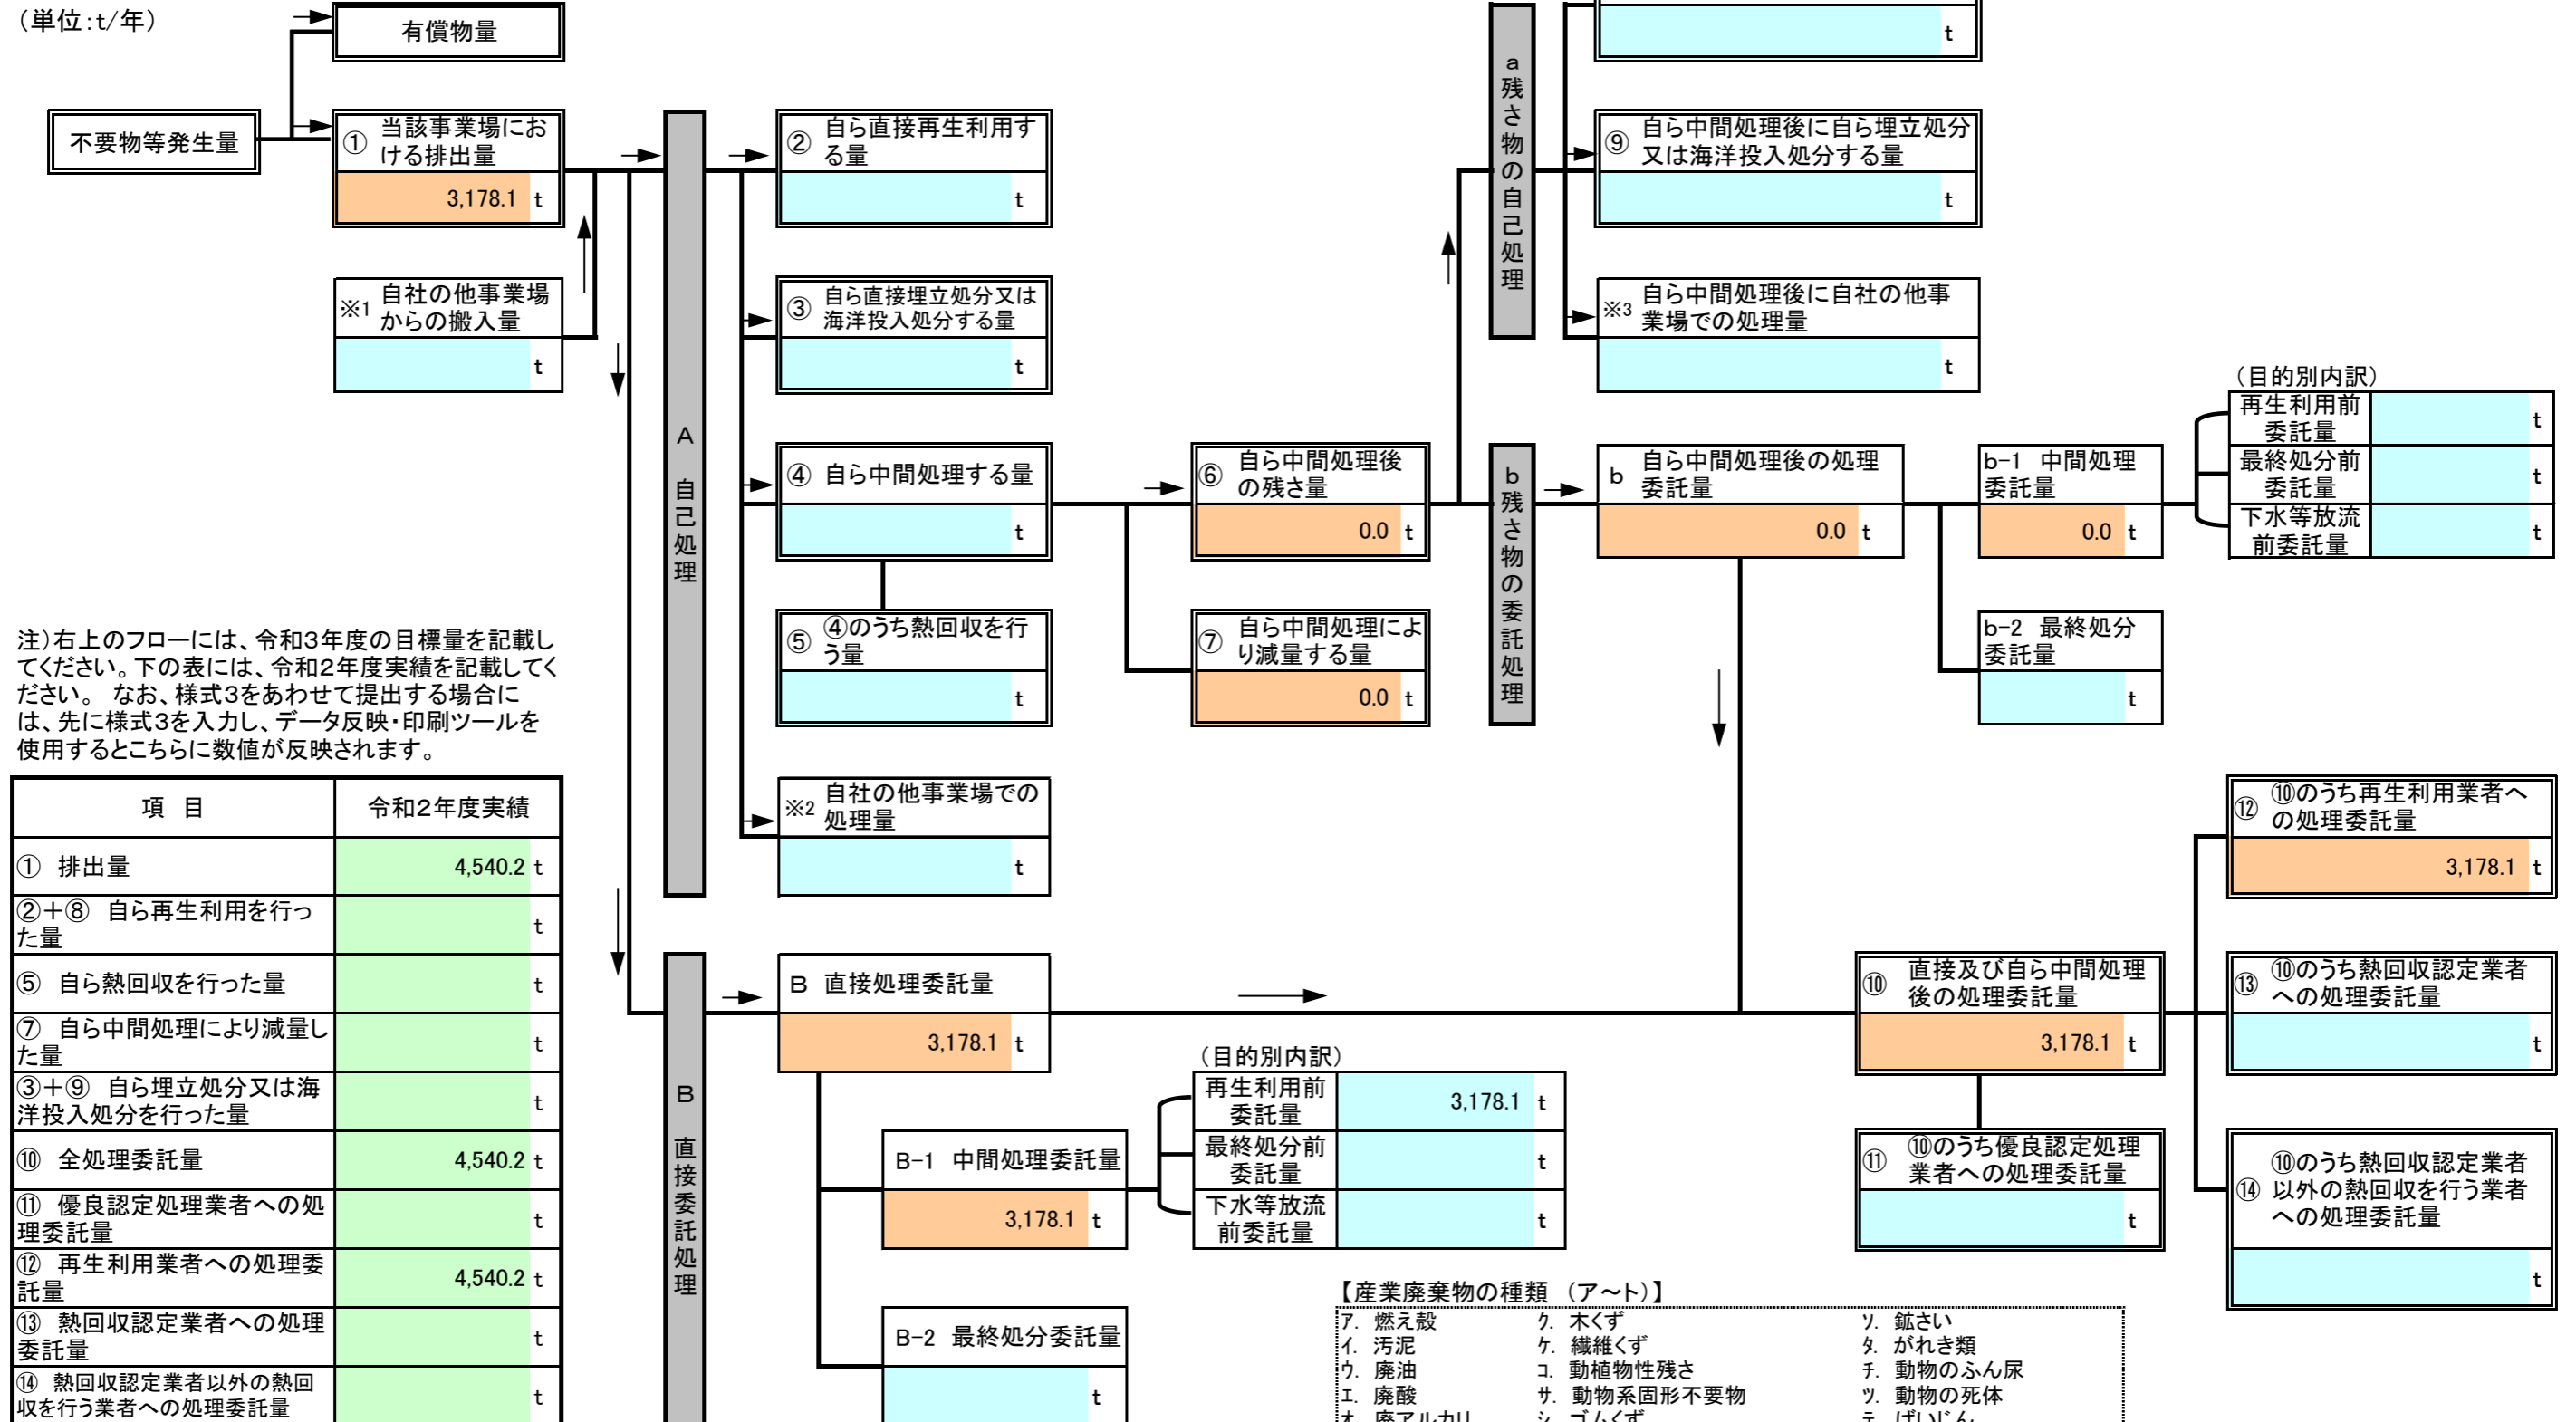 （単位：t/年）
有償物量
不要物等発生量
① 当該事業場にお
ける排出量
3,178.1 t
※1 自社の他事業場
からの搬入量
t
A 自己処理
② 自ら直接再生利用す
る量
t
③ 自ら直接埋立処分又は
海洋投入処分する量
t
④ 自ら中間処理する量
t
⑤ ④のうち熱回収を行
う量
t
※2 自社の他事業場での
処理量
t
⑥ 自ら中間処理後
の残さ量
0.0 t
⑦ 自ら中間処理によ
り減量する量
0.0 t
a 残さ物の自己処理
t
⑨ 自ら中間処理後に自ら埋立処分
又は海洋投入処分する量
t
※3 自ら中間処理後に自社の他事
業場での処理量
t
b 残さ物の委託処理
b 自ら中間処理後の処理
委託量
0.0 t
b-1 中間処理
委託量
0.0 t
b-2 最終処分
委託量
t
（目的別内訳）
再生利用前
委託量
t
最終処分前
委託量
t
下水等放流
前委託量
t
注）右上のフローには、令和3年度の目標量を記載し
てください。下の表には、令和2年度実績を記載してく
ださい。 なお、様式3をあわせて提出する場合に
は、先に様式3を入力し、データ反映・印刷ツールを
使用するとこちらに数値が反映されます。
項 目 令和2年度実績
① 排出量 4,540.2 t
②＋⑧ 自ら再生利用を行っ
た量
t
⑤ 自ら熱回収を行った量 t
⑦ 自ら中間処理により減量し
た量
t
③＋⑨ 自ら埋立処分又は海
洋投入処分を行った量
t
⑩ 全処理委託量 4,540.2 t
⑪ 優良認定処理業者への処
理委託量
t
⑫ 再生利用業者への処理委
託量
4,540.2 t
⑬ 熱回収認定業者への処理
委託量
t
⑭ 熱回収認定業者以外の熱回
収を行う業者への処理委託量
t
B 直接委託処理
B 直接処理委託量
3,178.1 t
B-1 中間処理委託量
3,178.1 t
B-2 最終処分委託量
t
（目的別内訳）
再生利用前
委託量
3,178.1 t
最終処分前
委託量
t
下水等放流
前委託量
t
⑩ 直接及び自ら中間処理
後の処理委託量
3,178.1 t
⑪ ⑩のうち優良認定処理
業者への処理委託量
t
⑫ ⑩のうち再生利用業者へ
の処理委託量
3,178.1 t
⑬ ⑩のうち熱回収認定業者
への処理委託量
t
⑭ ⑩のうち熱回収認定業者
以外の熱回収を行う業者
への処理委託量
t
【産業廃棄物の種類 （ア～ト）】
ア. 燃え殻 ク. 木くず ソ. 鉱さい
イ. 汚泥 ケ. 繊維くず タ. がれき類
ウ. 廃油 コ. 動植物性残さ チ. 動物のふん尿
エ. 廃酸 サ. 動物系固形不要物 ツ. 動物の死体
オ. 廃アルカリ シ. ゴムくず テ. ばいじん